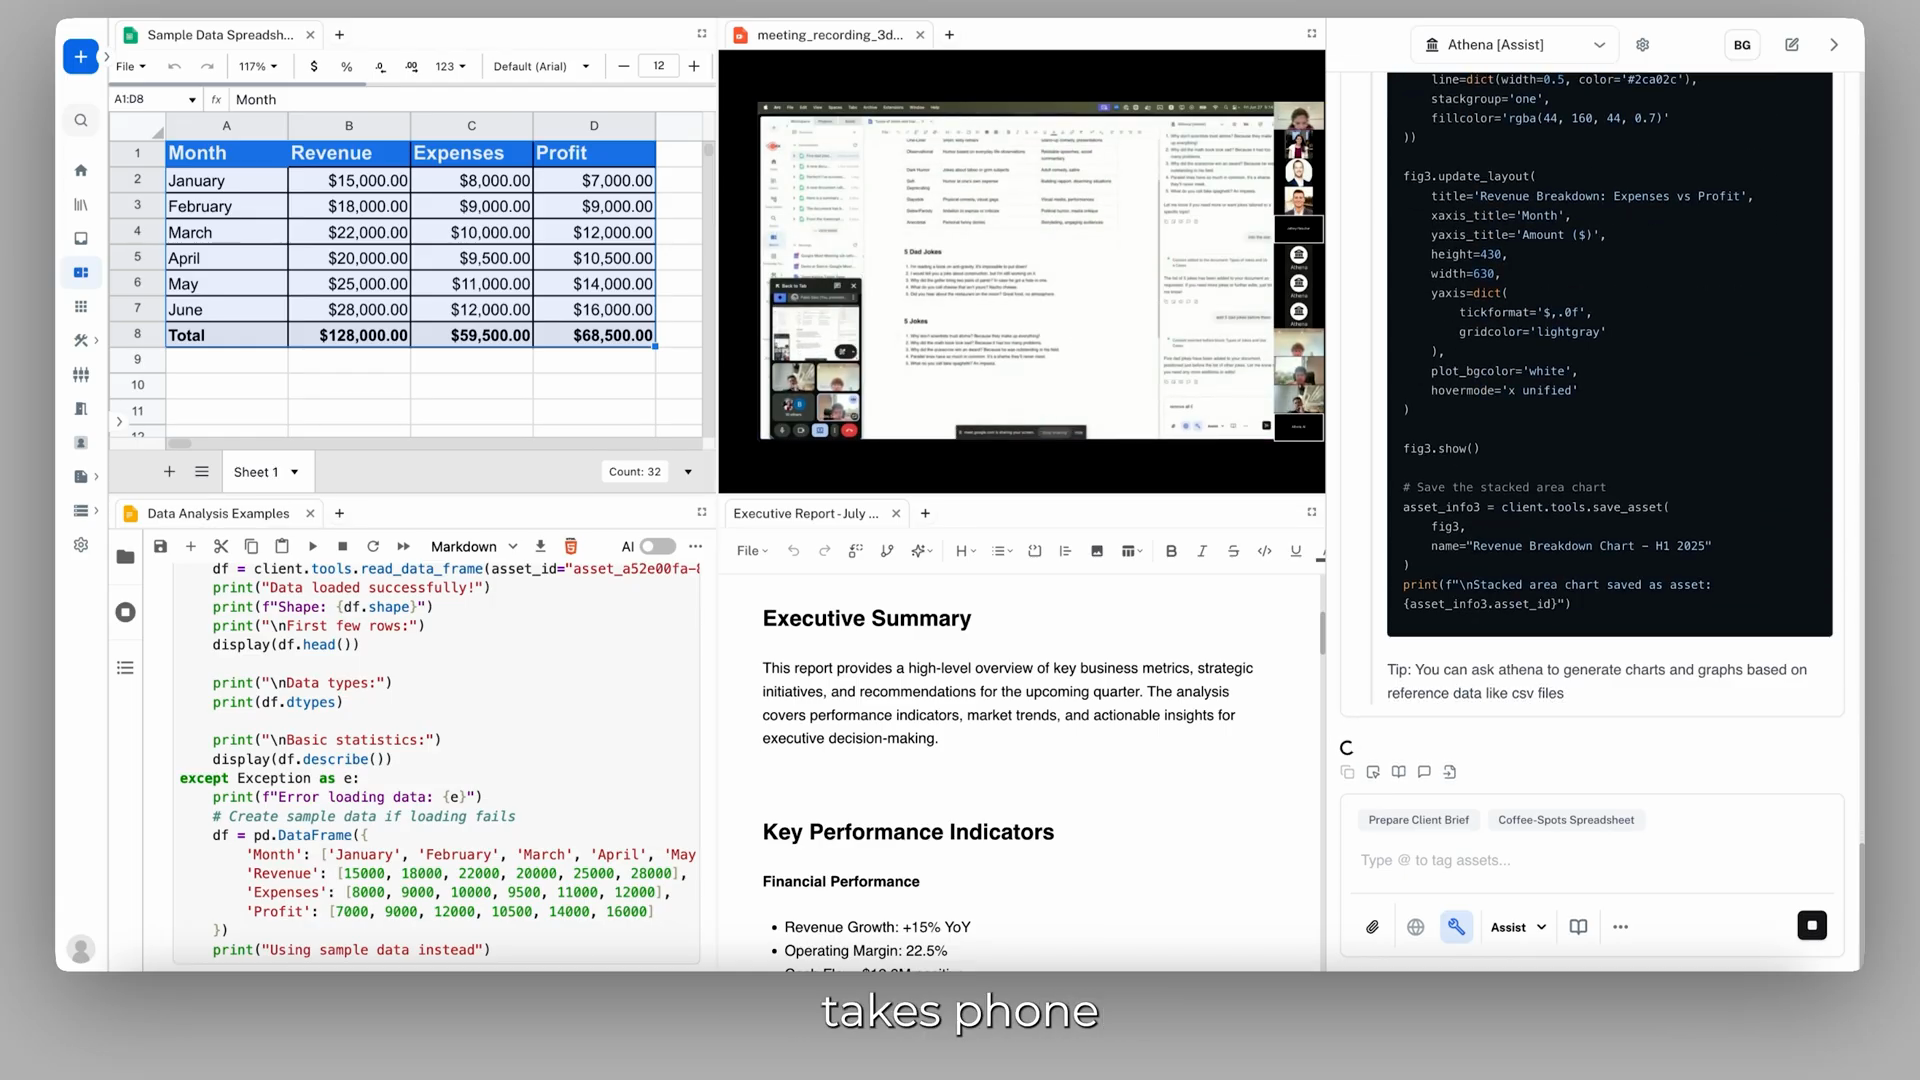 Sample Data Spreadsh...
File
117%
$
%
.0
.00
123
Default (Arial)
12
A1:D8
fx
Month
A B C D
1 Month Revenue Expenses Profit
2 January $15,000.00 $8,000.00 $7,000.00
3 February $18,000.00 $9,000.00 $9,000.00
4 March $22,000.00 $10,000.00 $12,000.00
5 April $20,000.00 $9,500.00 $10,500.00
6 May $25,000.00 $11,000.00 $14,000.00
7 June $28,000.00 $12,000.00 $16,000.00
8 Total $128,000.00 $59,500.00 $68,500.00
9
10
11
Sheet 1
Count: 32
meeting_recording_3d...
5 Dad Jokes
5 Jokes
Athena
Athena
Athena
Data Analysis Examples
Markdown
AI
df = client.tools.read_data_frame(asset_id="asset_a52e00fa-
print("Data loaded successfully!")
print(f"Shape: {df.shape}")
print("\nFirst few rows:")
display(df.head())
print("\nData types:")
print(df.dtypes)
print("\nBasic statistics:")
display(df.describe())
except Exception as e:
print(f"Error loading data: {e}")
# Create sample data if loading fails
df = pd.DataFrame({
'Month': ['January', 'February', 'March', 'April', 'May
'Revenue': [15000, 18000, 22000, 20000, 25000, 28000],
'Expenses': [8000, 9000, 10000, 9500, 11000, 12000],
'Profit': [7000, 9000, 12000, 10500, 14000, 16000]
})
print("Using sample data instead")
Executive Report - July ...
File
H
B
I
S
U
Executive Summary
This report provides a high-level overview of key business metrics, strategic
initiatives, and recommendations for the upcoming quarter. The analysis
covers performance indicators, market trends, and actionable insights for
executive decision-making.
Key Performance Indicators
Financial Performance
• Revenue Growth: +15% YoY
• Operating Margin: 22.5%
Athena [Assist]
BG
line=dict(width=0.5, color='#2ca02c'),
stackgroup='one',
fillcolor='rgba(44, 160, 44, 0.7)'
))
fig3.update_layout(
title='Revenue Breakdown: Expenses vs Profit',
xaxis_title='Month',
yaxis_title='Amount ($)',
height=430,
width=630,
yaxis=dict(
tickformat='$,.0f',
gridcolor='lightgray'
),
plot_bgcolor='white',
hovermode='x unified'
)
fig3.show()
# Save the stacked area chart
asset_info3 = client.tools.save_asset(
fig3,
name="Revenue Breakdown Chart – H1 2025"
)
print(f"\nStacked area chart saved as asset:
{asset_info3.asset_id}")
Tip: You can ask athena to generate charts and graphs based on
reference data like csv files
Prepare Client Brief
Coffee-Spots Spreadsheet
Type @ to tag assets...
Assist
takes phone